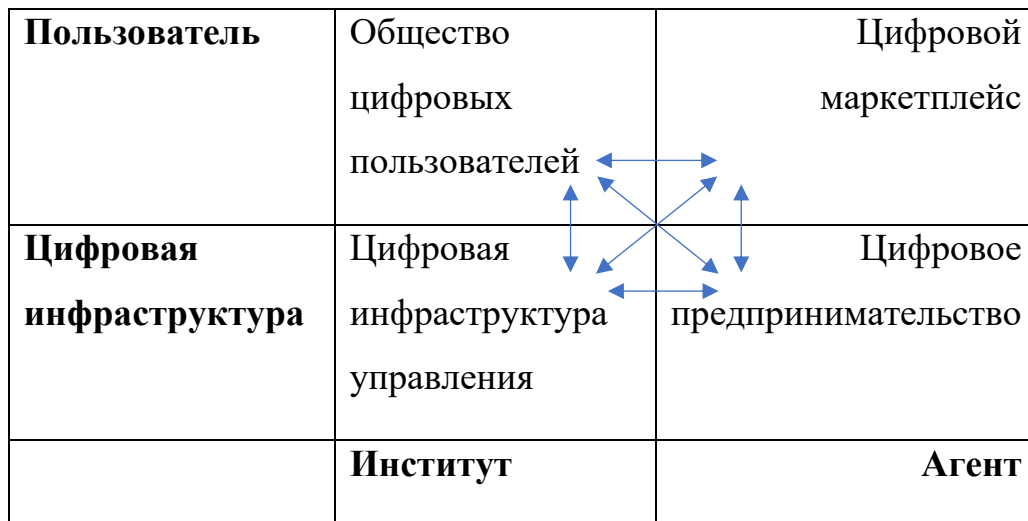 Пользователь
Общество
цифровых
пользователей
Цифровой
маркетплейс
Цифровая
инфраструктура
Цифровая
инфраструктура
управления
Цифровое
предпринимательство
Институт
Агент